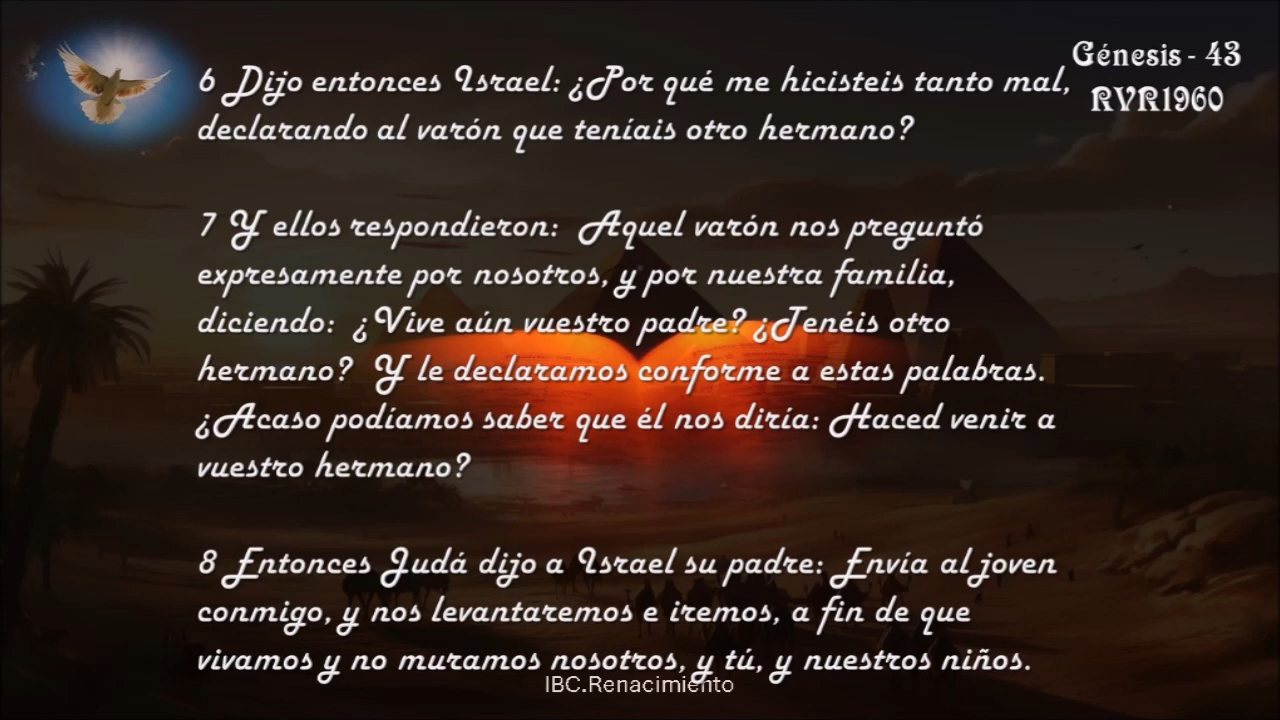 Génesis - 43
RVR1960
6 Dijo entonces Israel: ¿Por qué me hicisteis tanto mal,
declarando al varón que teníais otro hermano?
7 Y ellos respondieron: Aquel varón nos preguntó
expresamente por nosotros, y por nuestra familia,
diciendo: ¿Vive aún vuestro padre? ¿Tenéis otro
hermano? Y le declaramos conforme a estas palabras.
¿Acaso podíamos saber que él nos diría: Haced venir a
vuestro hermano?
8 Entonces Judá dijo a Israel su padre: Envía al joven
conmigo, y nos levantaremos e iremos, a fin de que
vivamos y no muramos nosotros, y tú, y nuestros niños.
IBC.Renacimiento